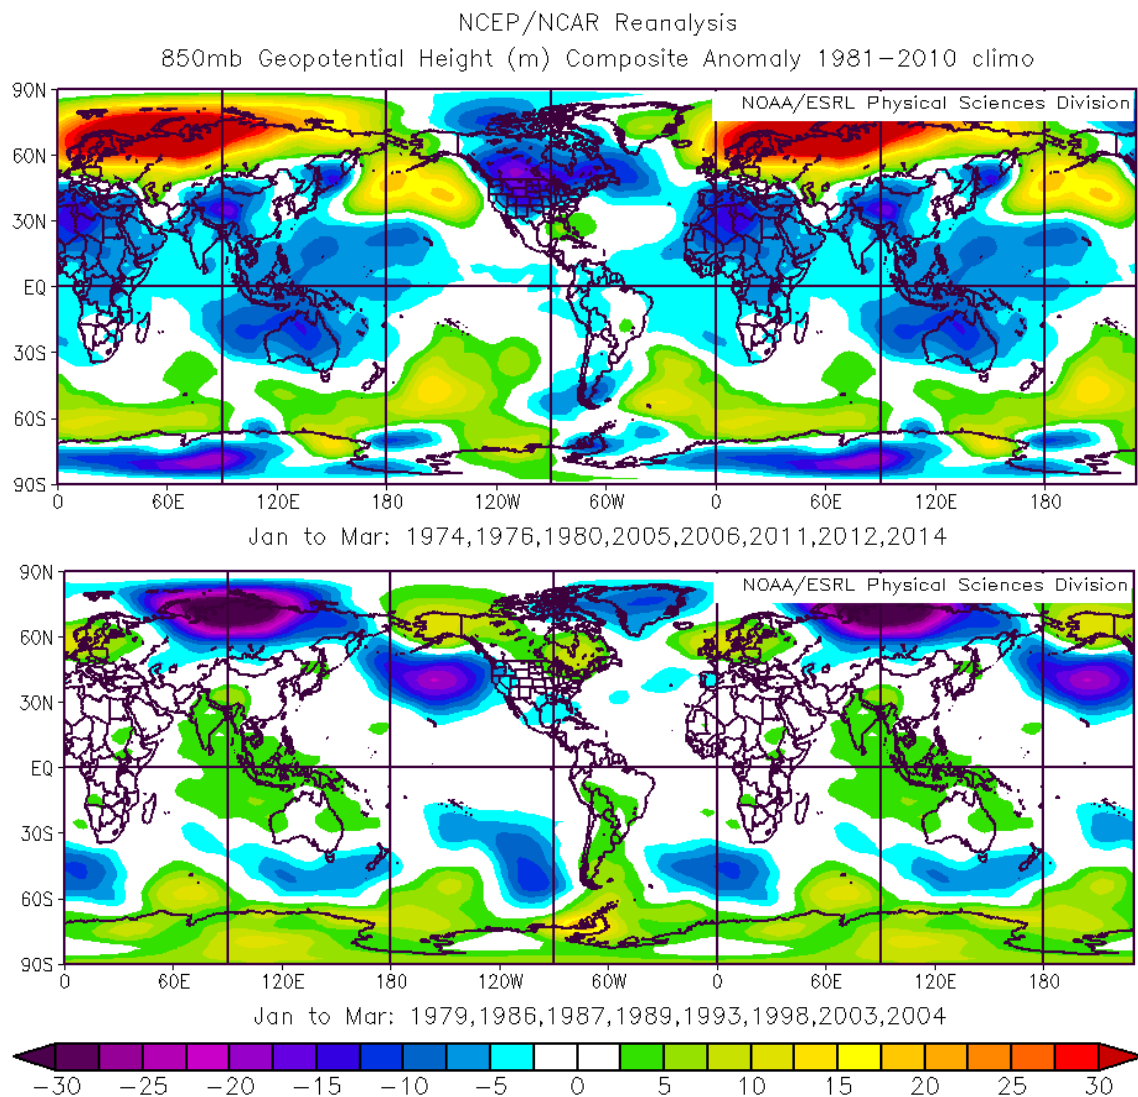 NCEP/NCAR Reanalysis
850mb Geopotential Height (m) Composite Anomaly 1981−2010 climo
NOAA/ESRL Physical Sciences Division
90N
60N
30N
EQ
30S
60S
90S
0 60E 120E 180 120W 60W 0 60E 120E 180
Jan to Mar: 1974,1976,1980,2005,2006,2011,2012,2014
NOAA/ESRL Physical Sciences Division
90N
60N
30N
EQ
30S
60S
90S
0 60E 120E 180 120W 60W 0 60E 120E 180
Jan to Mar: 1979,1986,1987,1989,1993,1998,2003,2004
−30 −25 −20 −15 −10 −5 0 5 10 15 20 25 30